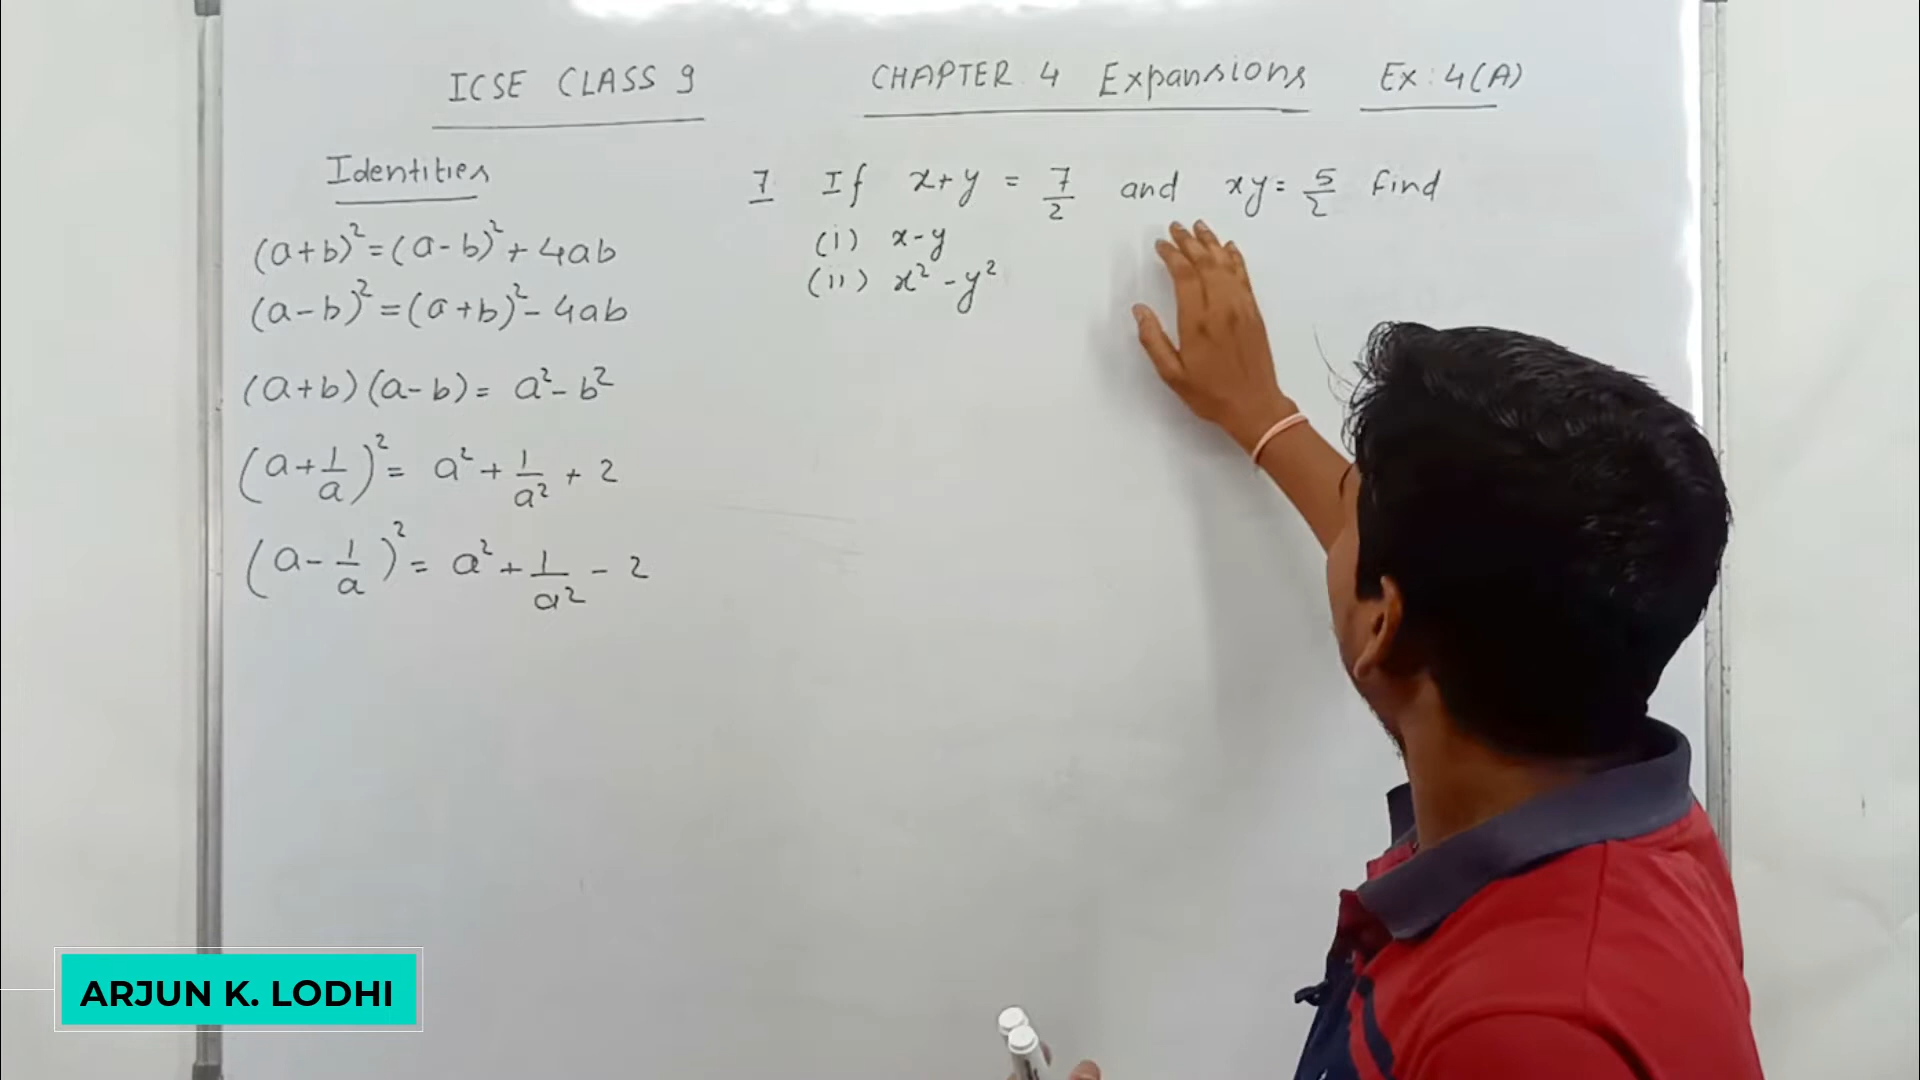 ICSE CLASS 9
CHAPTER 4 Expansions Ex: 4(A)
Identities
(a+b)² = (a-b)² + 4ab
(a-b)² = (a+b)² - 4ab
(a+b)(a-b) = a² - b²
(a+1/a)² = a² + 1/a² + 2
(a-1/a)² = a² + 1/a² - 2
7 If x+y = 7/2 and xy = 5/2 find
(i) x-y
(ii) x² - y²
ARJUN K. LODHI